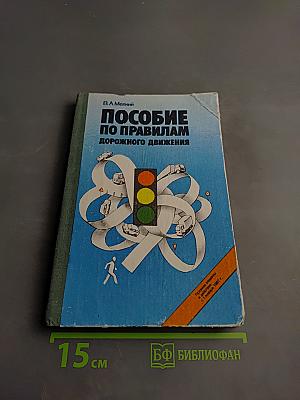 ПОСОБИЕ
ПО ПРАВИЛАМ
ДОРОЖНОГО ДВИЖЕНИЯ
15 см
БФ БИБЛИОФАН